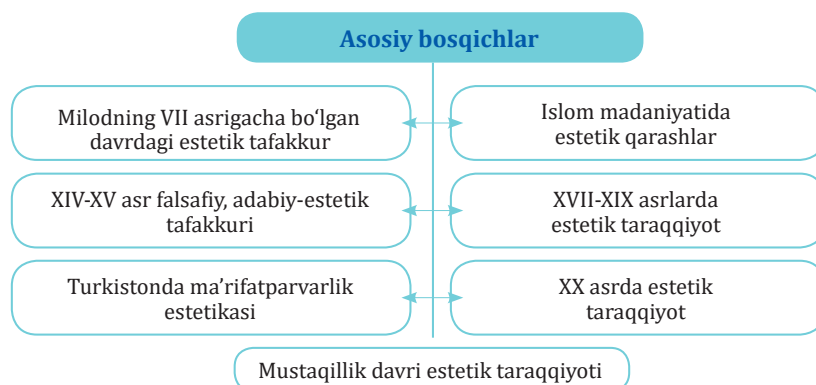 Asosiy bosqichlar
Milodning VII asrigacha bo‘lgan
davrdagi estetik tafakkur
Islom madaniyatida
estetik qarashlar
XIV-XV asr falsafiy, adabiy-estetik
tafakkuri
XVII-XIX asrlarda
estetik taraqqiyot
Turkistonda ma’rifatparvarlik
estetikasi
XX asrda estetik
taraqqiyot
Mustaqillik davri estetik taraqqiyoti